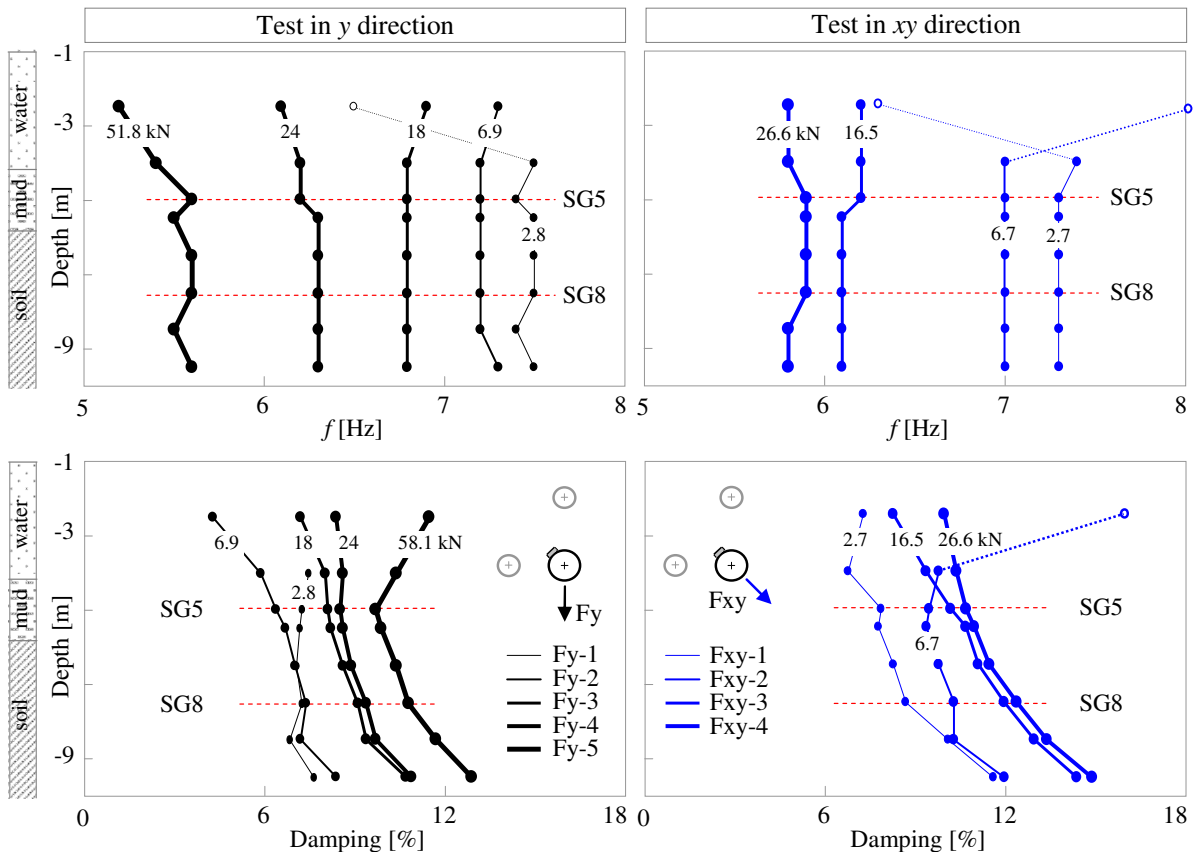 Test in y direction
Test in xy direction
-1
-3
-9
Depth [m]
water
mud
soil
51.8 kN
24
18
6.9
2.8
SG5
SG8
5
6
7
8
f [Hz]
26.6 kN
16.5
6.7
2.7
SG5
SG8
5
6
7
8
f [Hz]
-1
-3
-9
Depth [m]
water
mud
soil
6.9
18
24
58.1 kN
2.8
SG5
SG8
Fy
Fy-1
Fy-2
Fy-3
Fy-4
Fy-5
0
6
12
18
Damping [%]
2.7
16.5
26.6 kN
6.7
SG5
SG8
Fxy
Fxy-1
Fxy-2
Fxy-3
Fxy-4
0
6
12
18
Damping [%]